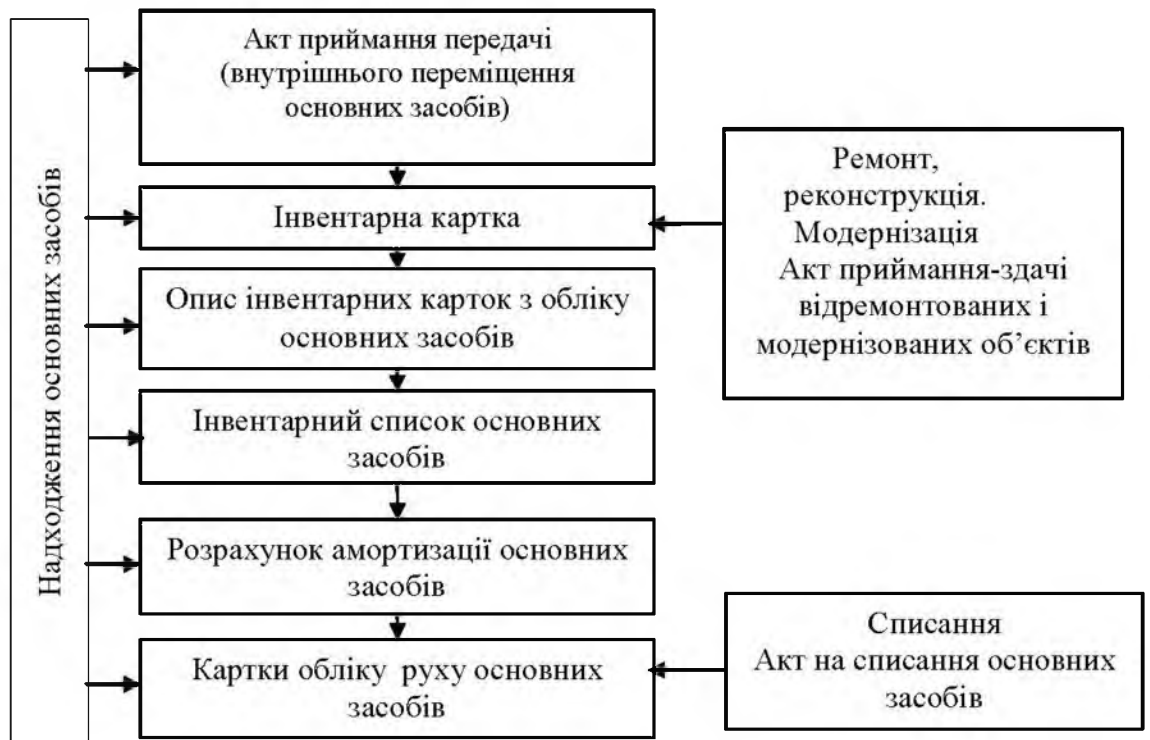 Надходження основних засобів
Акт приймання передачі
(внутрішнього переміщення
основних засобів)
Інвентарна картка
Опис інвентарних карток з обліку
основних засобів
Інвентарний список основних
засобів
Розрахунок амортизації основних
засобів
Картки обліку руху основних
засобів
Ремонт,
реконструкція.
Модернізація
Акт приймання-здачі
відремонтованих і
модернізованих об’єктів
Списання
Акт на списання основних
засобів